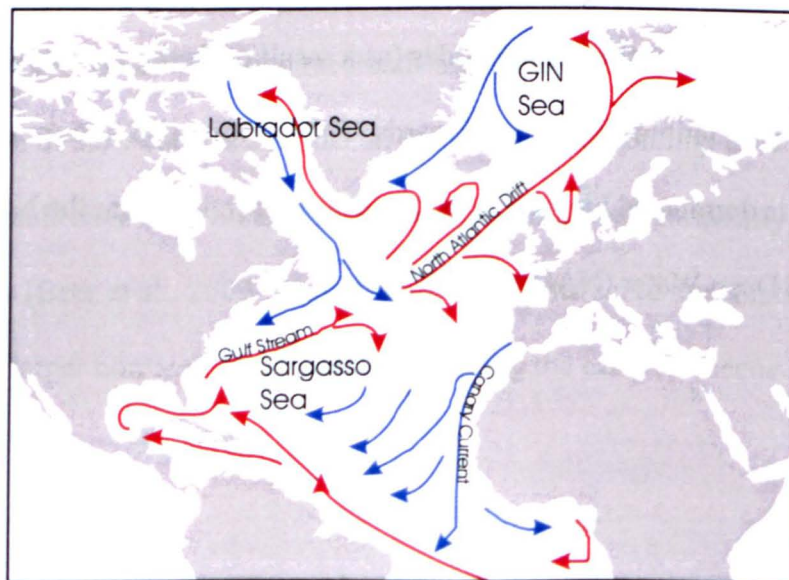 GIN
Sea
Labrador Sea
North Atlantic Drift
Gulf Stream
Sargasso
Sea
Canary Current